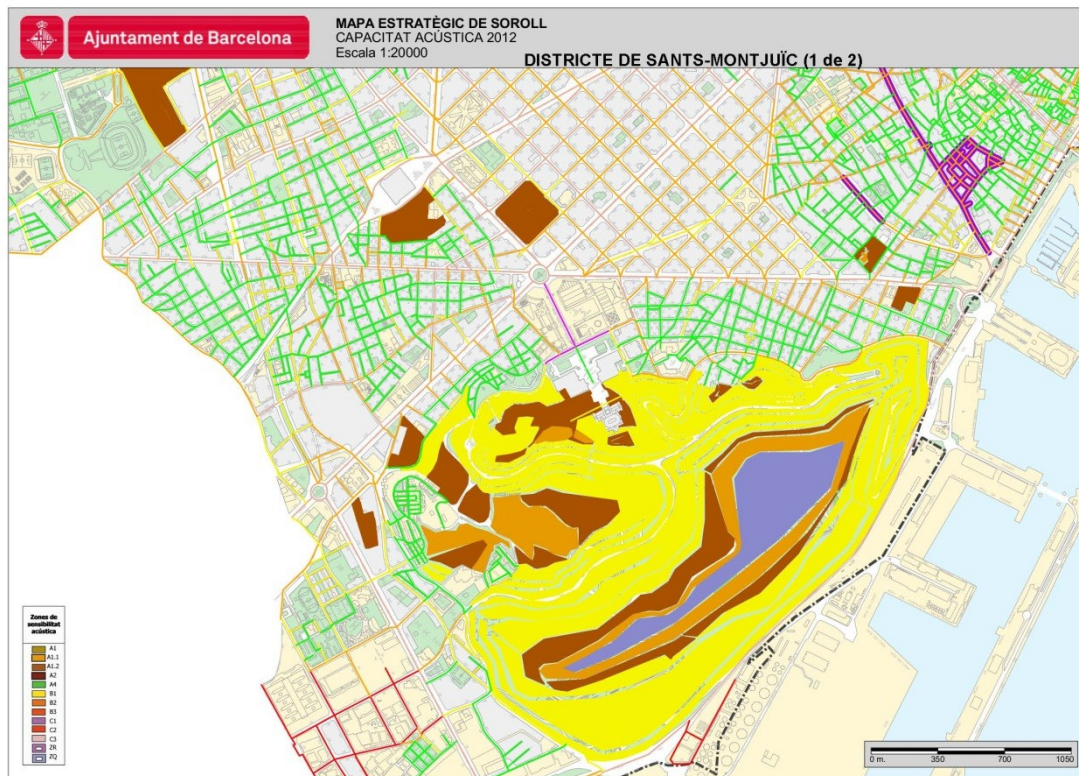 Ajuntament de Barcelona
MAPA ESTRATÈGIC DE SOROLL
CAPACITAT ACÚSTICA 2012
Escala 1:20000
DISTRICTE DE SANTS-MONTJUÏC (1 de 2)
Zones de
sensibilitat
acústica
A1
A1.1
A1.2
A2
A4
B1
B2
B3
C1
C2
C3
ZR
ZQ
0 m.
350
700
1050